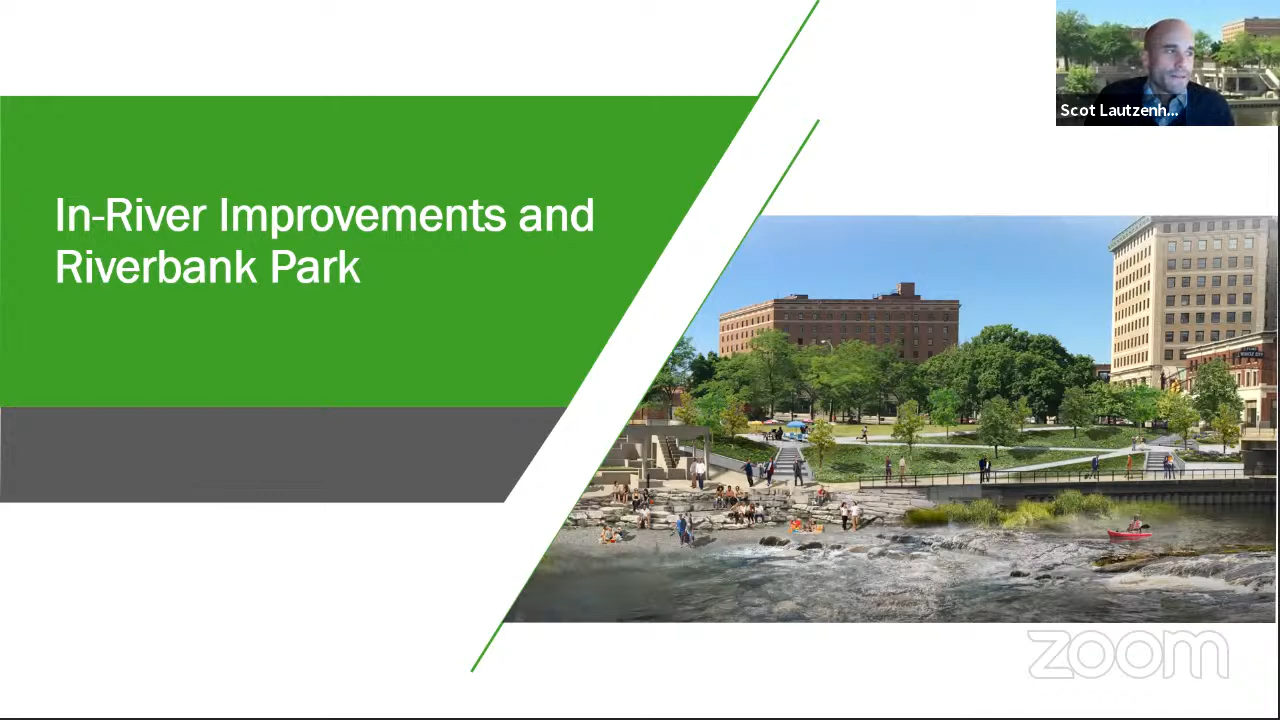 In-River Improvements and
Riverbank Park
Scot Lautzenh...
zoom